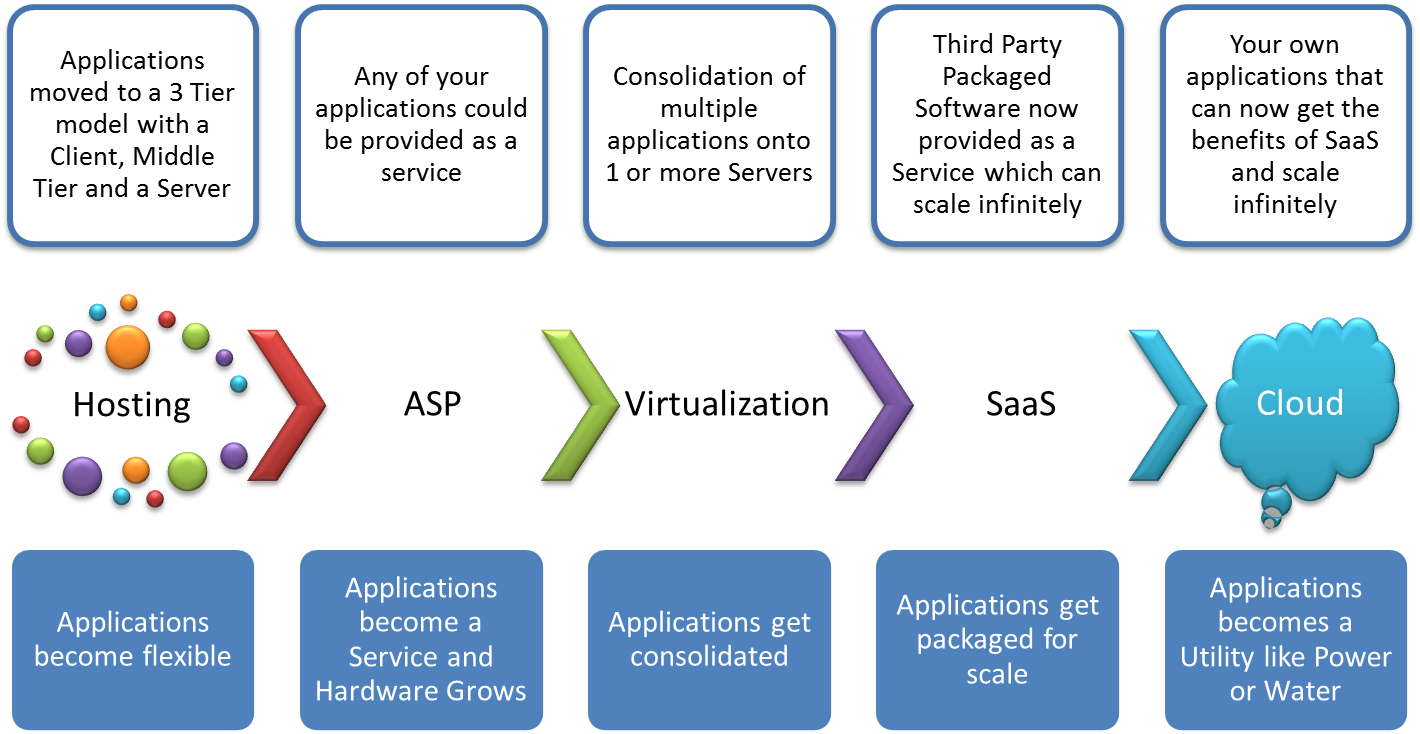 Applications
moved to a 3 Tier
model with a
Client, Middle
Tier and a Server
Any of your
applications could
be provided as a
service
Consolidation of
multiple
applications onto
1 or more Servers
Third Party
Packaged
Software now
provided as a
Service which can
scale infinitely
Your own
applications that
can now get the
benefits of SaaS
and scale
infinitely
Hosting
ASP
Virtualization
SaaS
Cloud
Applications
become flexible
Applications
become a
Service and
Hardware Grows
Applications get
consolidated
Applications get
packaged for
scale
Applications
becomes a
Utility like Power
or Water